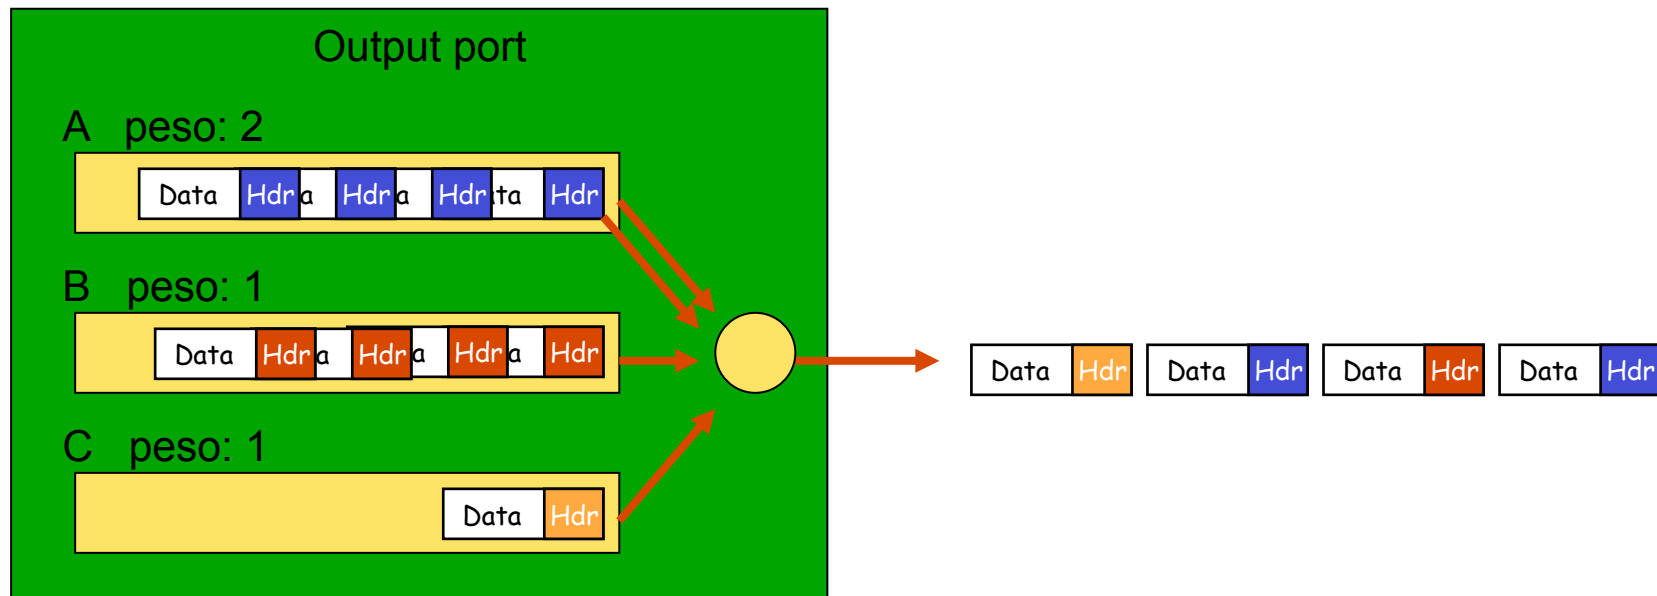 Output port
A peso: 2
Data Hdr a Hdr a Hdr ta Hdr
B peso: 1
Data Hdr a Hdr a Hdr a Hdr
Data Hdr Data Hdr Data Hdr Data Hdr
C peso: 1
Data Hdr